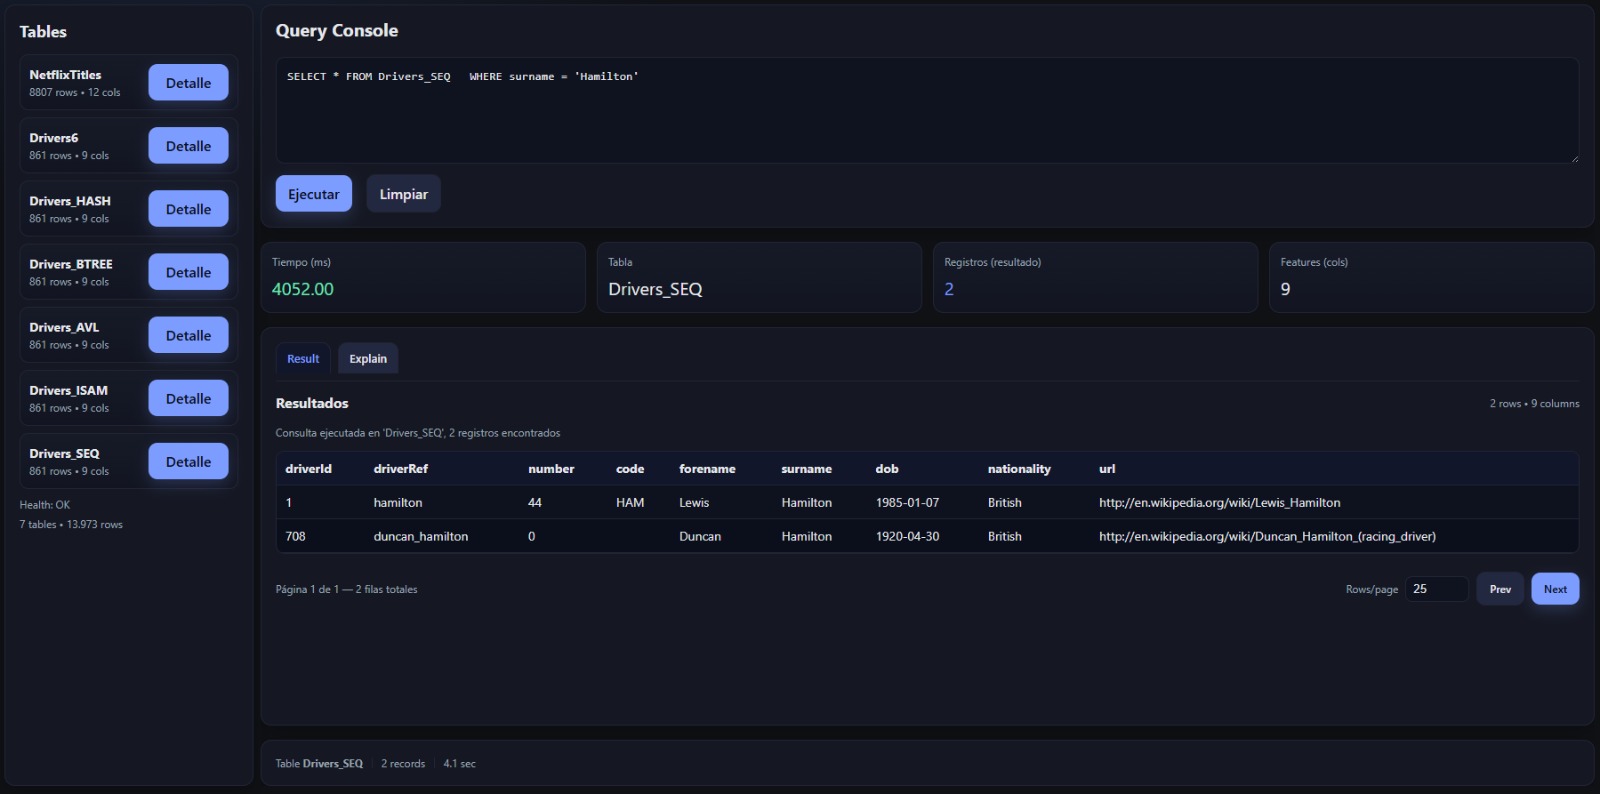 Tables
NetflixTitles
8807 rows • 12 cols
Detalle
Drivers6
861 rows • 9 cols
Detalle
Drivers_HASH
861 rows • 9 cols
Detalle
Drivers_BTREE
861 rows • 9 cols
Detalle
Drivers_AVL
861 rows • 9 cols
Detalle
Drivers_ISAM
861 rows • 9 cols
Detalle
Drivers_SEQ
861 rows • 9 cols
Detalle
Health: OK
7 tables • 13.973 rows
Query Console
SELECT * FROM Drivers_SEQ   WHERE surname = 'Hamilton'
Ejecutar Limpiar
Tiempo (ms)
4052.00
Tabla
Drivers_SEQ
Registros (resultado)
2
Features (cols)
9
Result Explain
Resultados 2 rows • 9 columns
Consulta ejecutada en 'Drivers_SEQ', 2 registros encontrados
driverId driverRef number code forename surname dob nationality url
1 hamilton 44 HAM Lewis Hamilton 1985-01-07 British http://en.wikipedia.org/wiki/Lewis_Hamilton
708 duncan_hamilton 0 Duncan Hamilton 1920-04-30 British http://en.wikipedia.org/wiki/Duncan_Hamilton_(racing_driver)
Página 1 de 1 — 2 filas totales Rows/page 25 Prev Next
Table Drivers_SEQ 2 records 4.1 sec